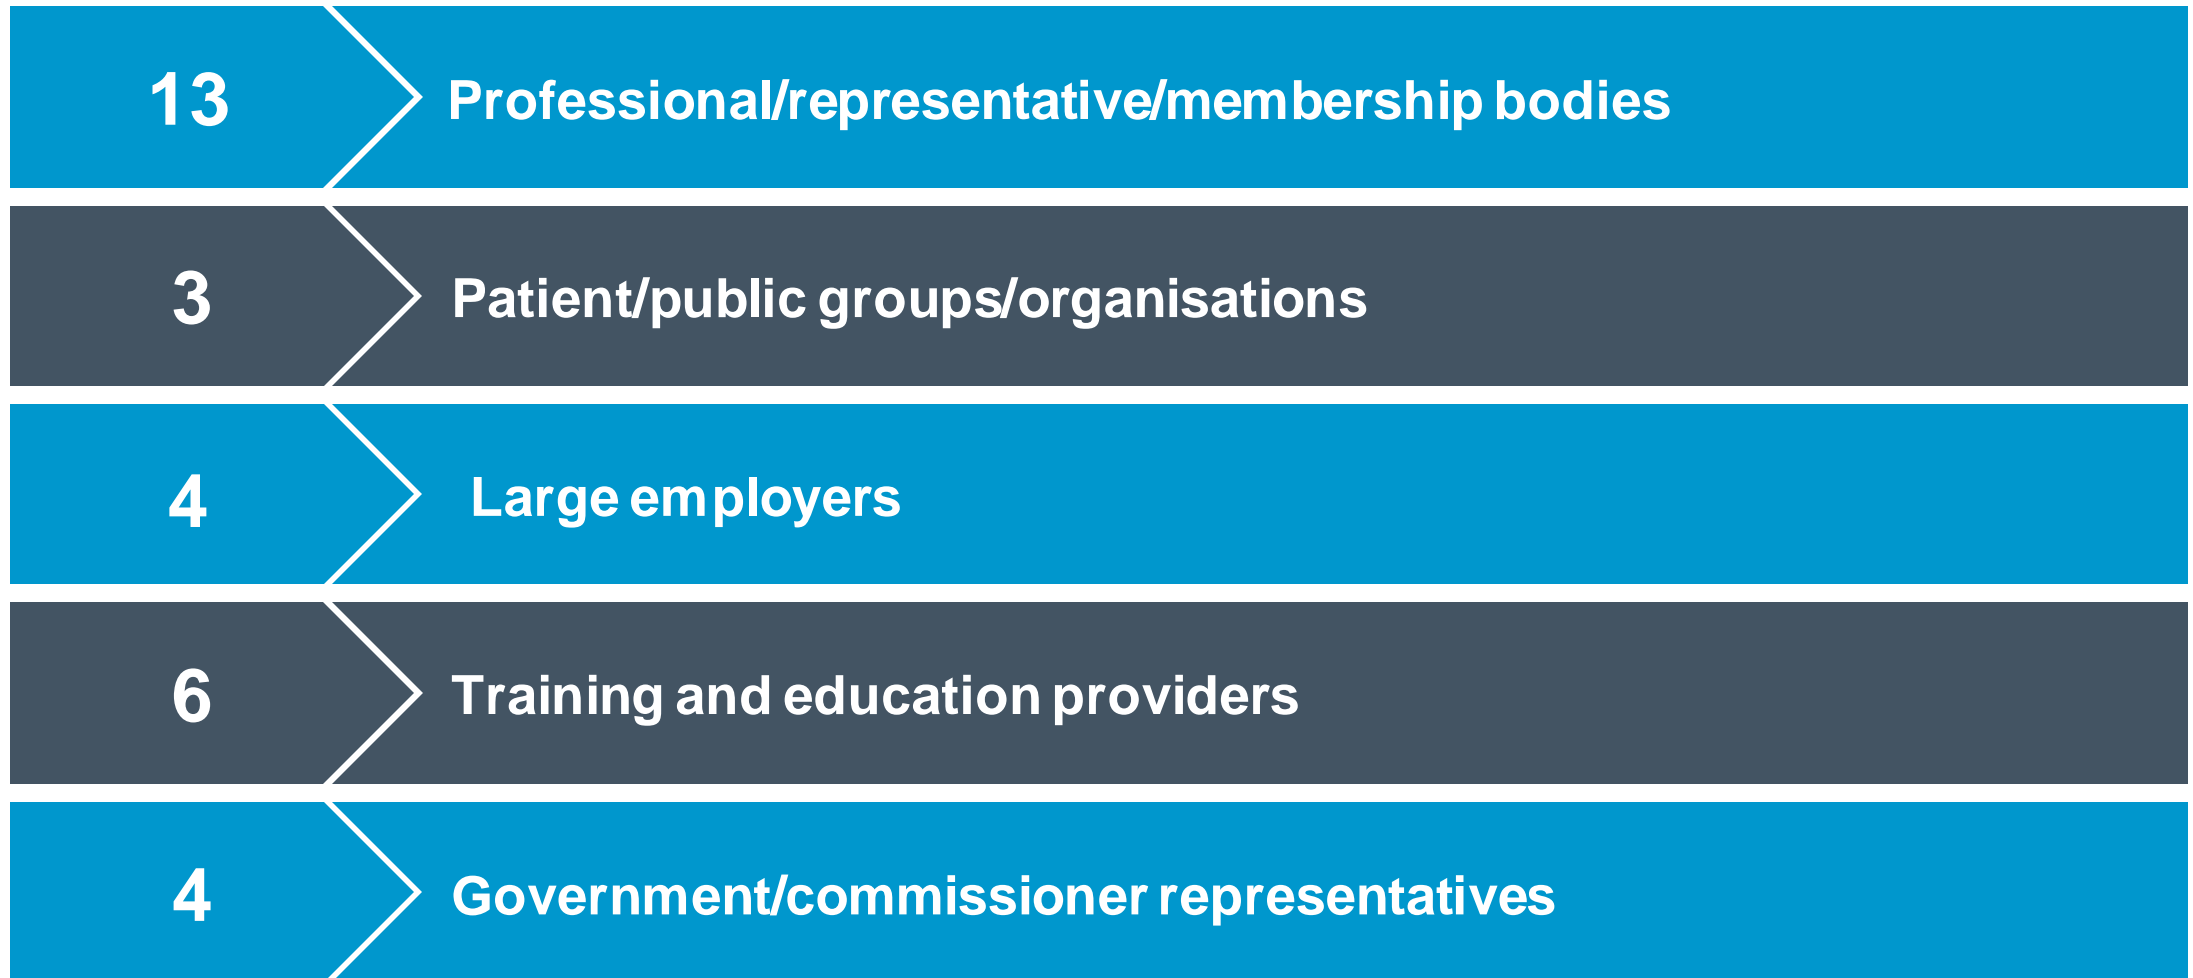 13 Professional/representative/membership bodies
3 Patient/public groups/organisations
4 Large employers
6 Training and education providers
4 Government/commissioner representatives